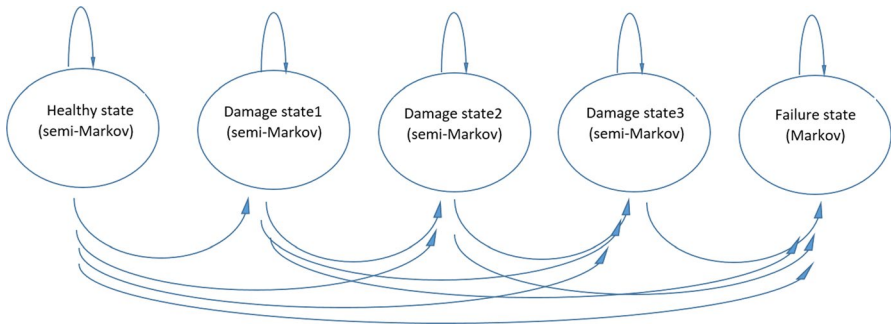 Healthy state
(semi-Markov)
Damage state1
(semi-Markov)
Damage state2
(semi-Markov)
Damage state3
(semi-Markov)
Failure state
(Markov)